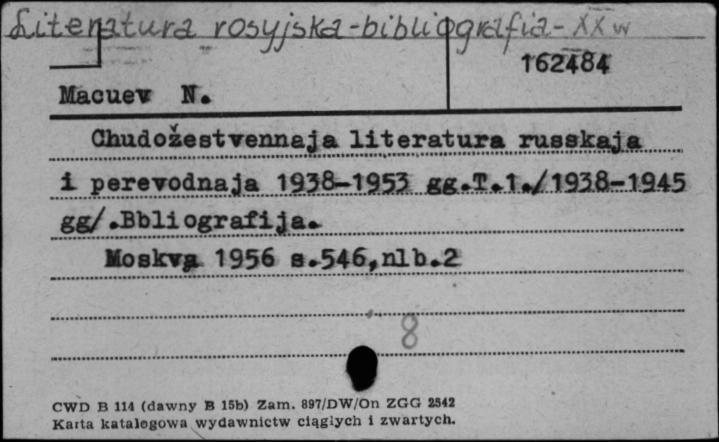 Literatura rosyjska-bibliografia-XX w
162484
Macuev N.
Chudožestvennaja literatura russkaja
i perevodnaja 1938-1953 gg.T.1./1938-1945
gg/.Bbliografija.
Moskva 1956 s.546,nlb.2
8
CWD B 114 (dawny B 15b) Zam. 897/DW/On ZGG 2542
Karta katalogowa wydawnictw ciągłych i zwartych.